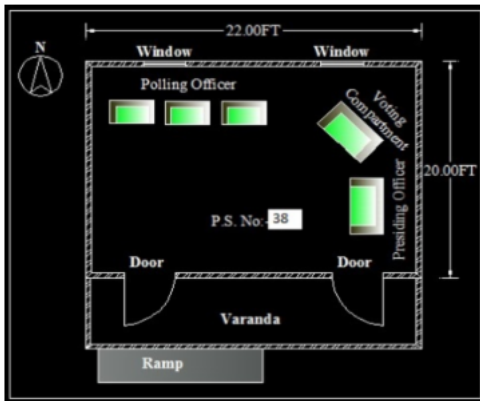 22.00FT
N
Window
Window
Polling Officer
Voting
Compartment
20.00FT
Presiding Officer
P.S. No:- 38
Door
Door
Varanda
Ramp